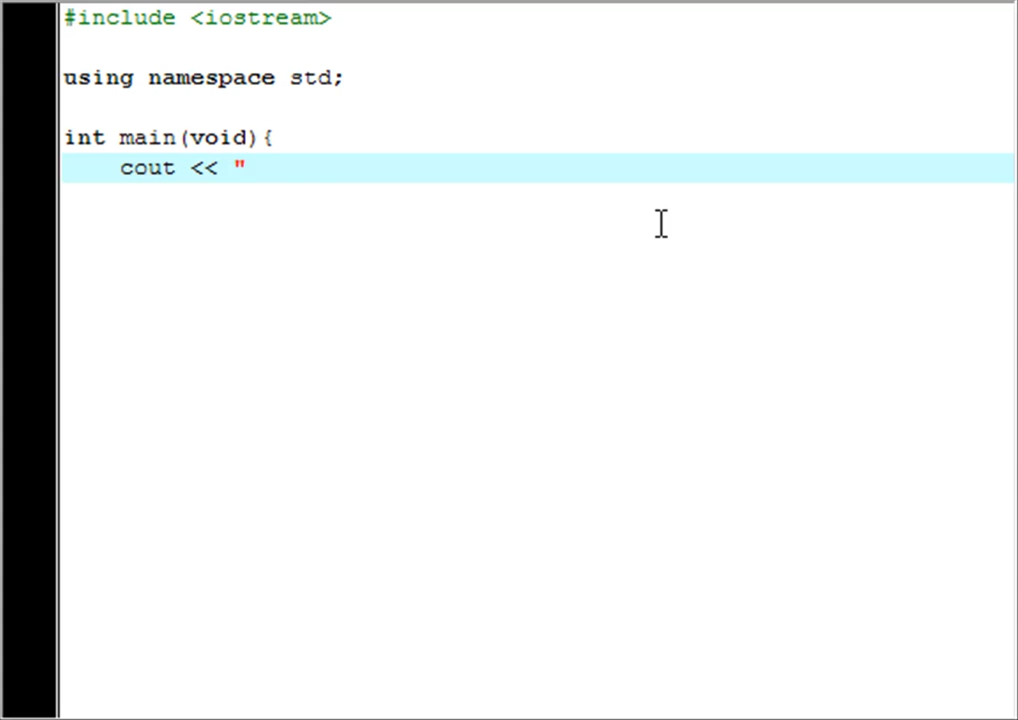 #include <iostream>
using namespace std;
int main(void){
    cout << "